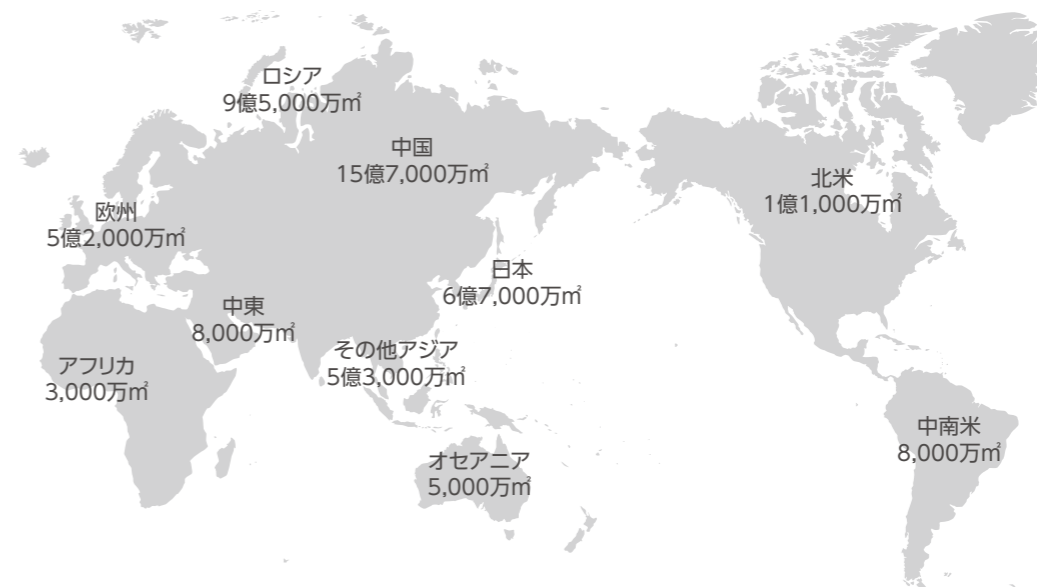 ロシア
9億5,000万㎡
中国
15億7,000万㎡
北米
1億1,000万㎡
欧州
5億2,000万㎡
日本
6億7,000万㎡
中東
8,000万㎡
その他アジア
5億3,000万㎡
アフリカ
3,000万㎡
中南米
8,000万㎡
オセアニア
5,000万㎡